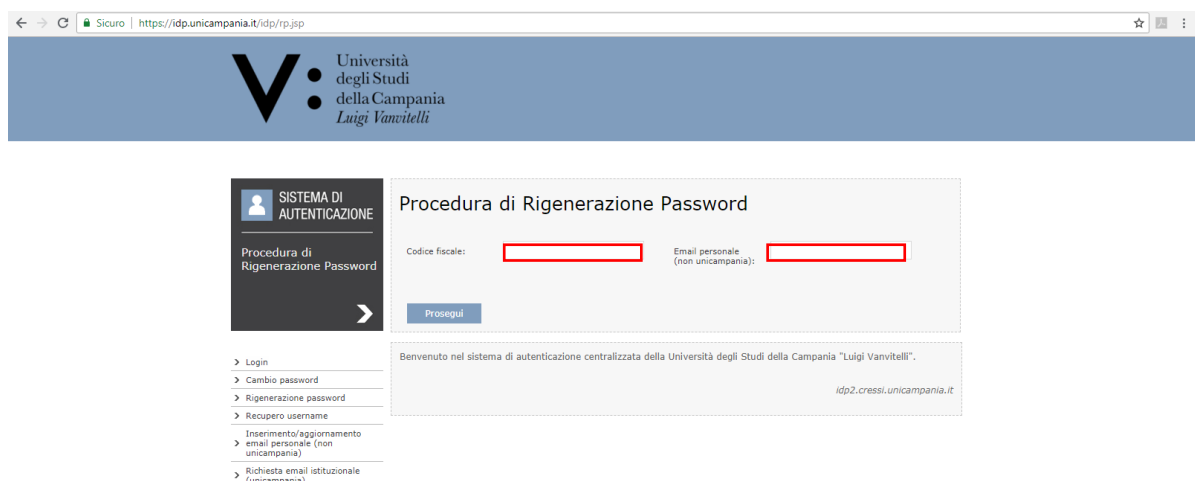 Sicuro | https://idp.unicampania.it/idp/rp.jsp
V: Università
degli Studi
della Campania
Luigi Vanvitelli
SISTEMA DI
AUTENTICAZIONE
Procedura di
Rigenerazione Password
Procedura di Rigenerazione Password
Codice fiscale:
Email personale
(non unicampania):
Prosegui
Benvenuto nel sistema di autenticazione centralizzata della Università degli Studi della Campania "Luigi Vanvitelli".
idp2.cressi.unicampania.it
Login
Cambio password
Rigenerazione password
Recupero username
Inserimento/aggiornamento
email personale (non
unicampania)
Richiesta email istituzionale
(unicampania)